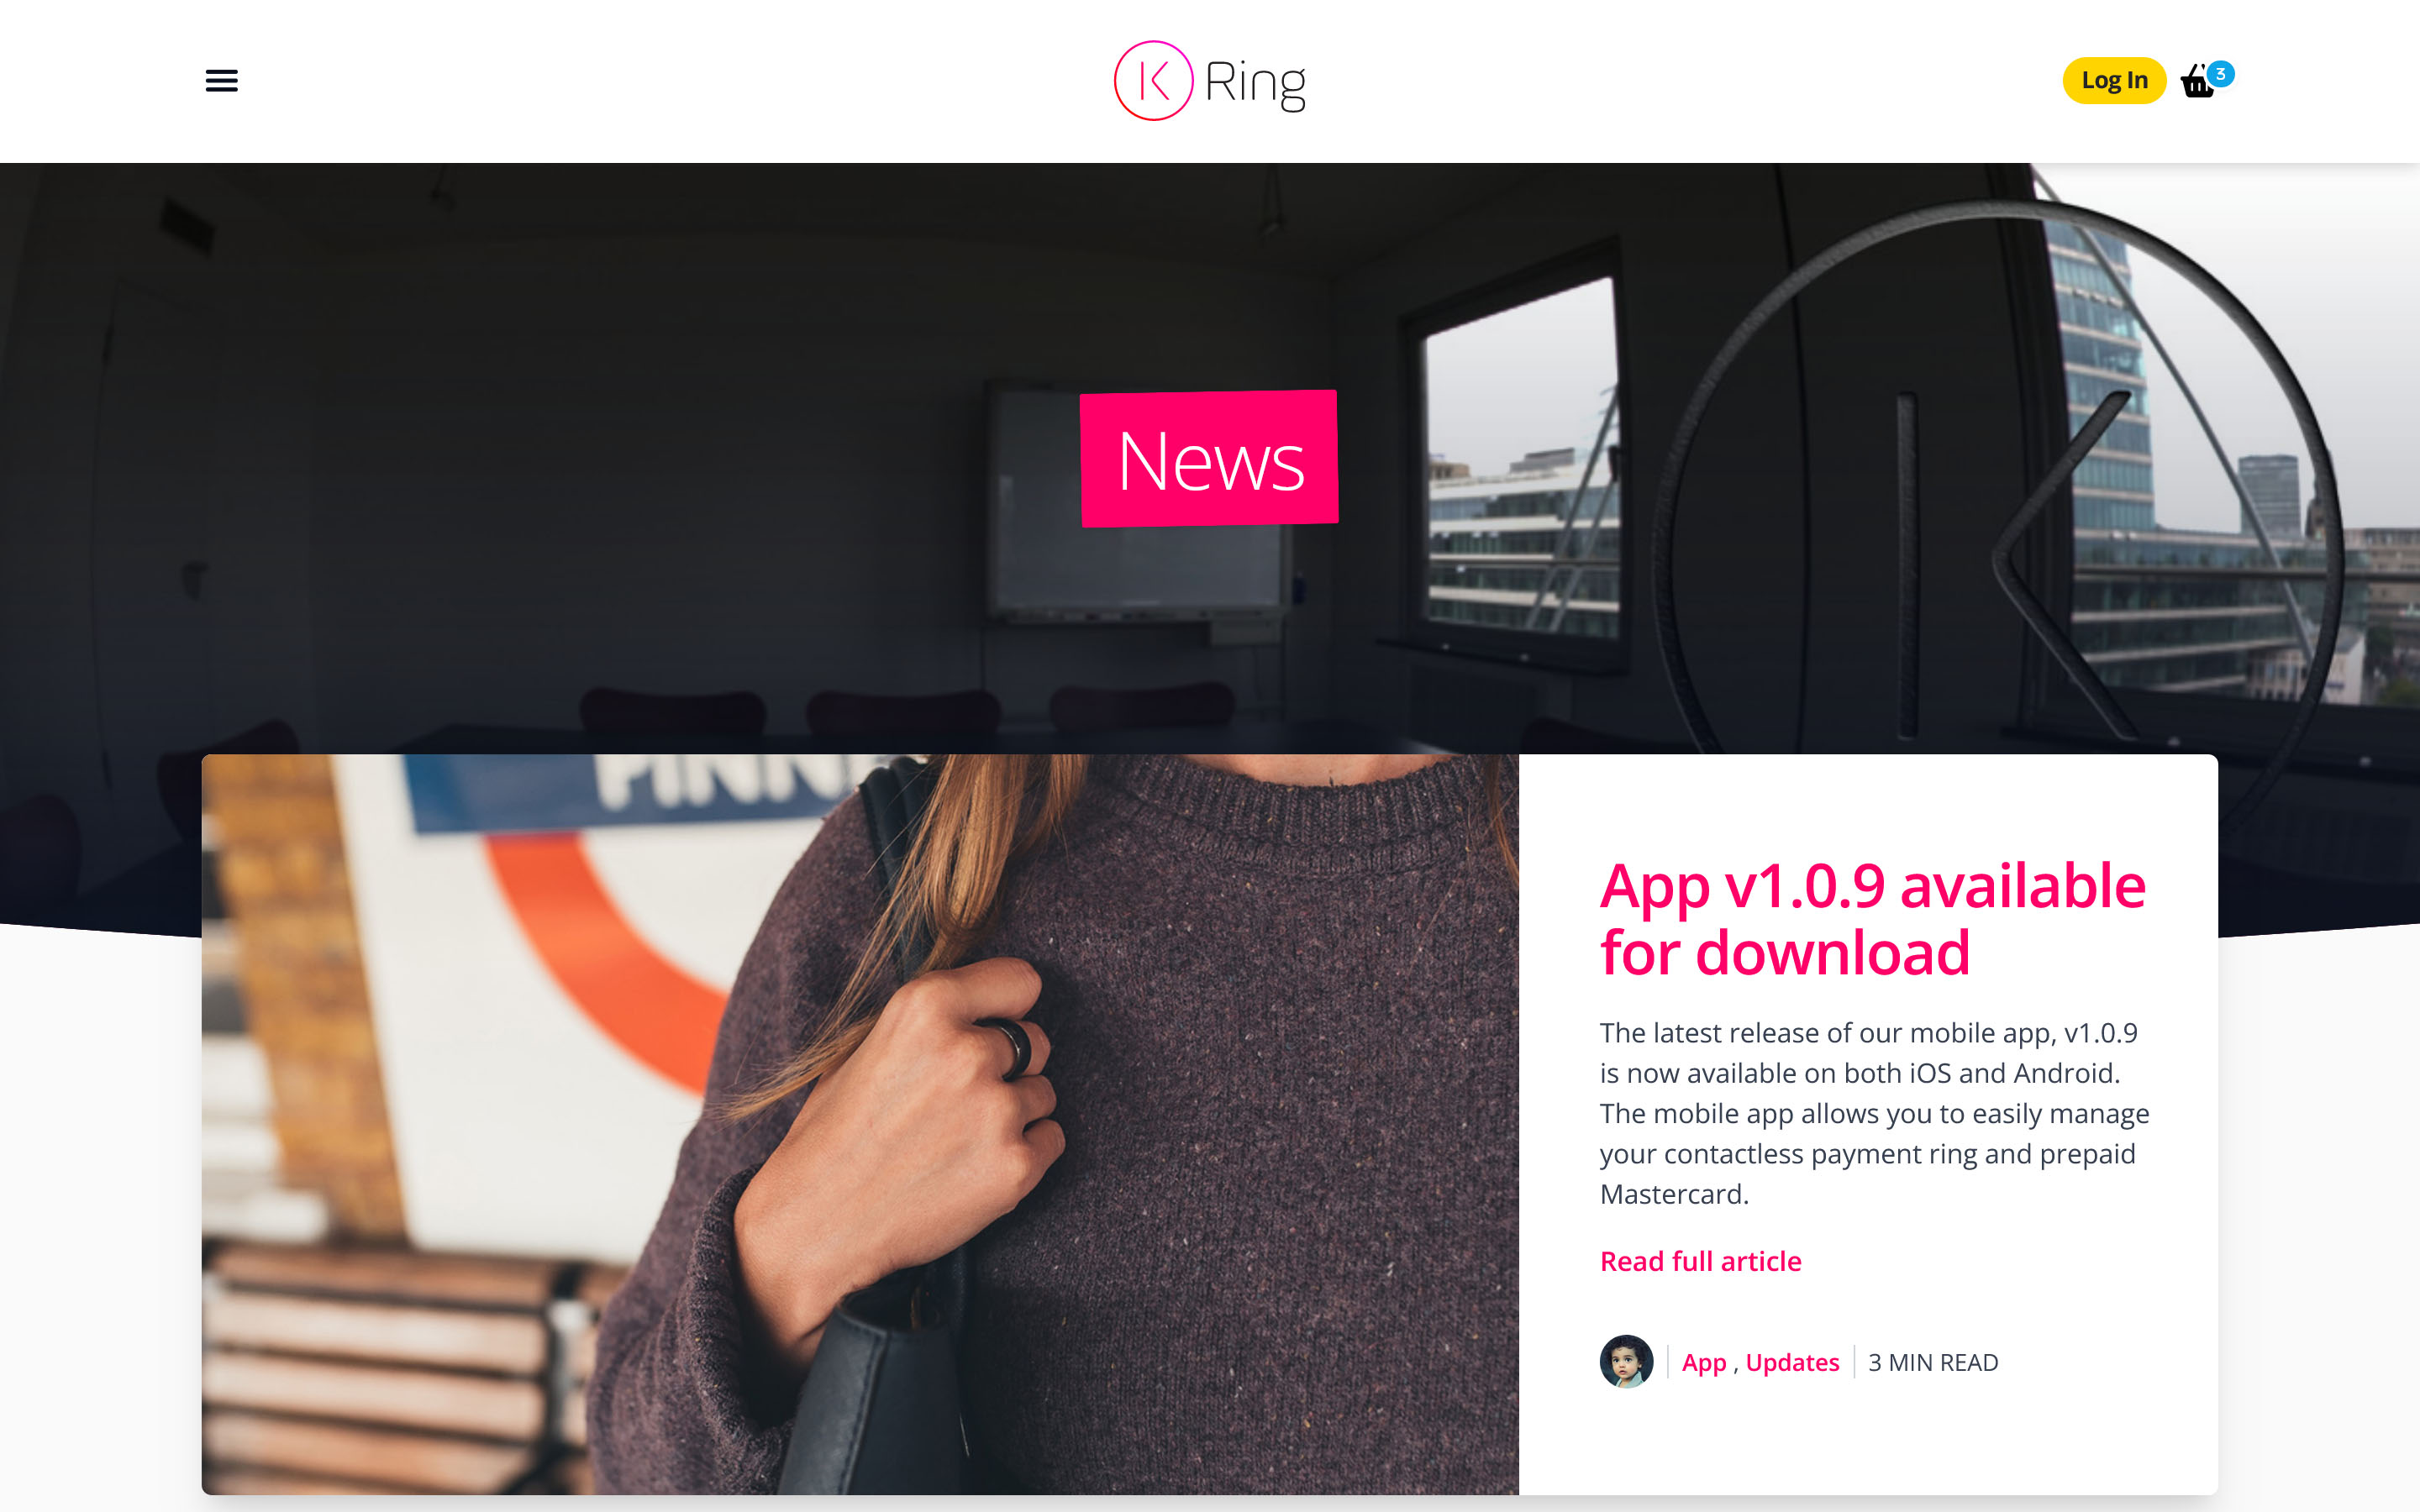 K Ring
Log In
3
News
App v1.0.9 available
for download
The latest release of our mobile app, v1.0.9
is now available on both iOS and Android.
The mobile app allows you to easily manage
your contactless payment ring and prepaid
Mastercard.
Read full article
App , Updates
3 MIN READ